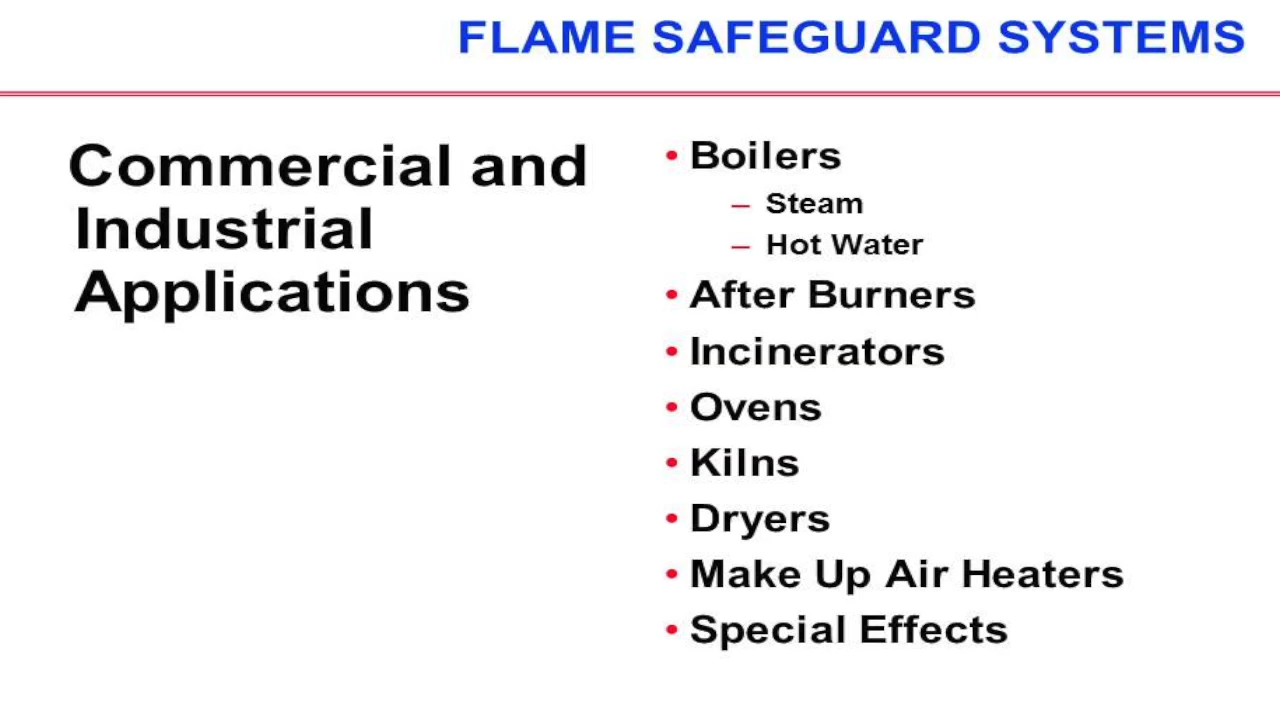 FLAME SAFEGUARD SYSTEMS
Commercial and
Industrial
Applications
• Boilers
– Steam
– Hot Water
• After Burners
• Incinerators
• Ovens
• Kilns
• Dryers
• Make Up Air Heaters
• Special Effects